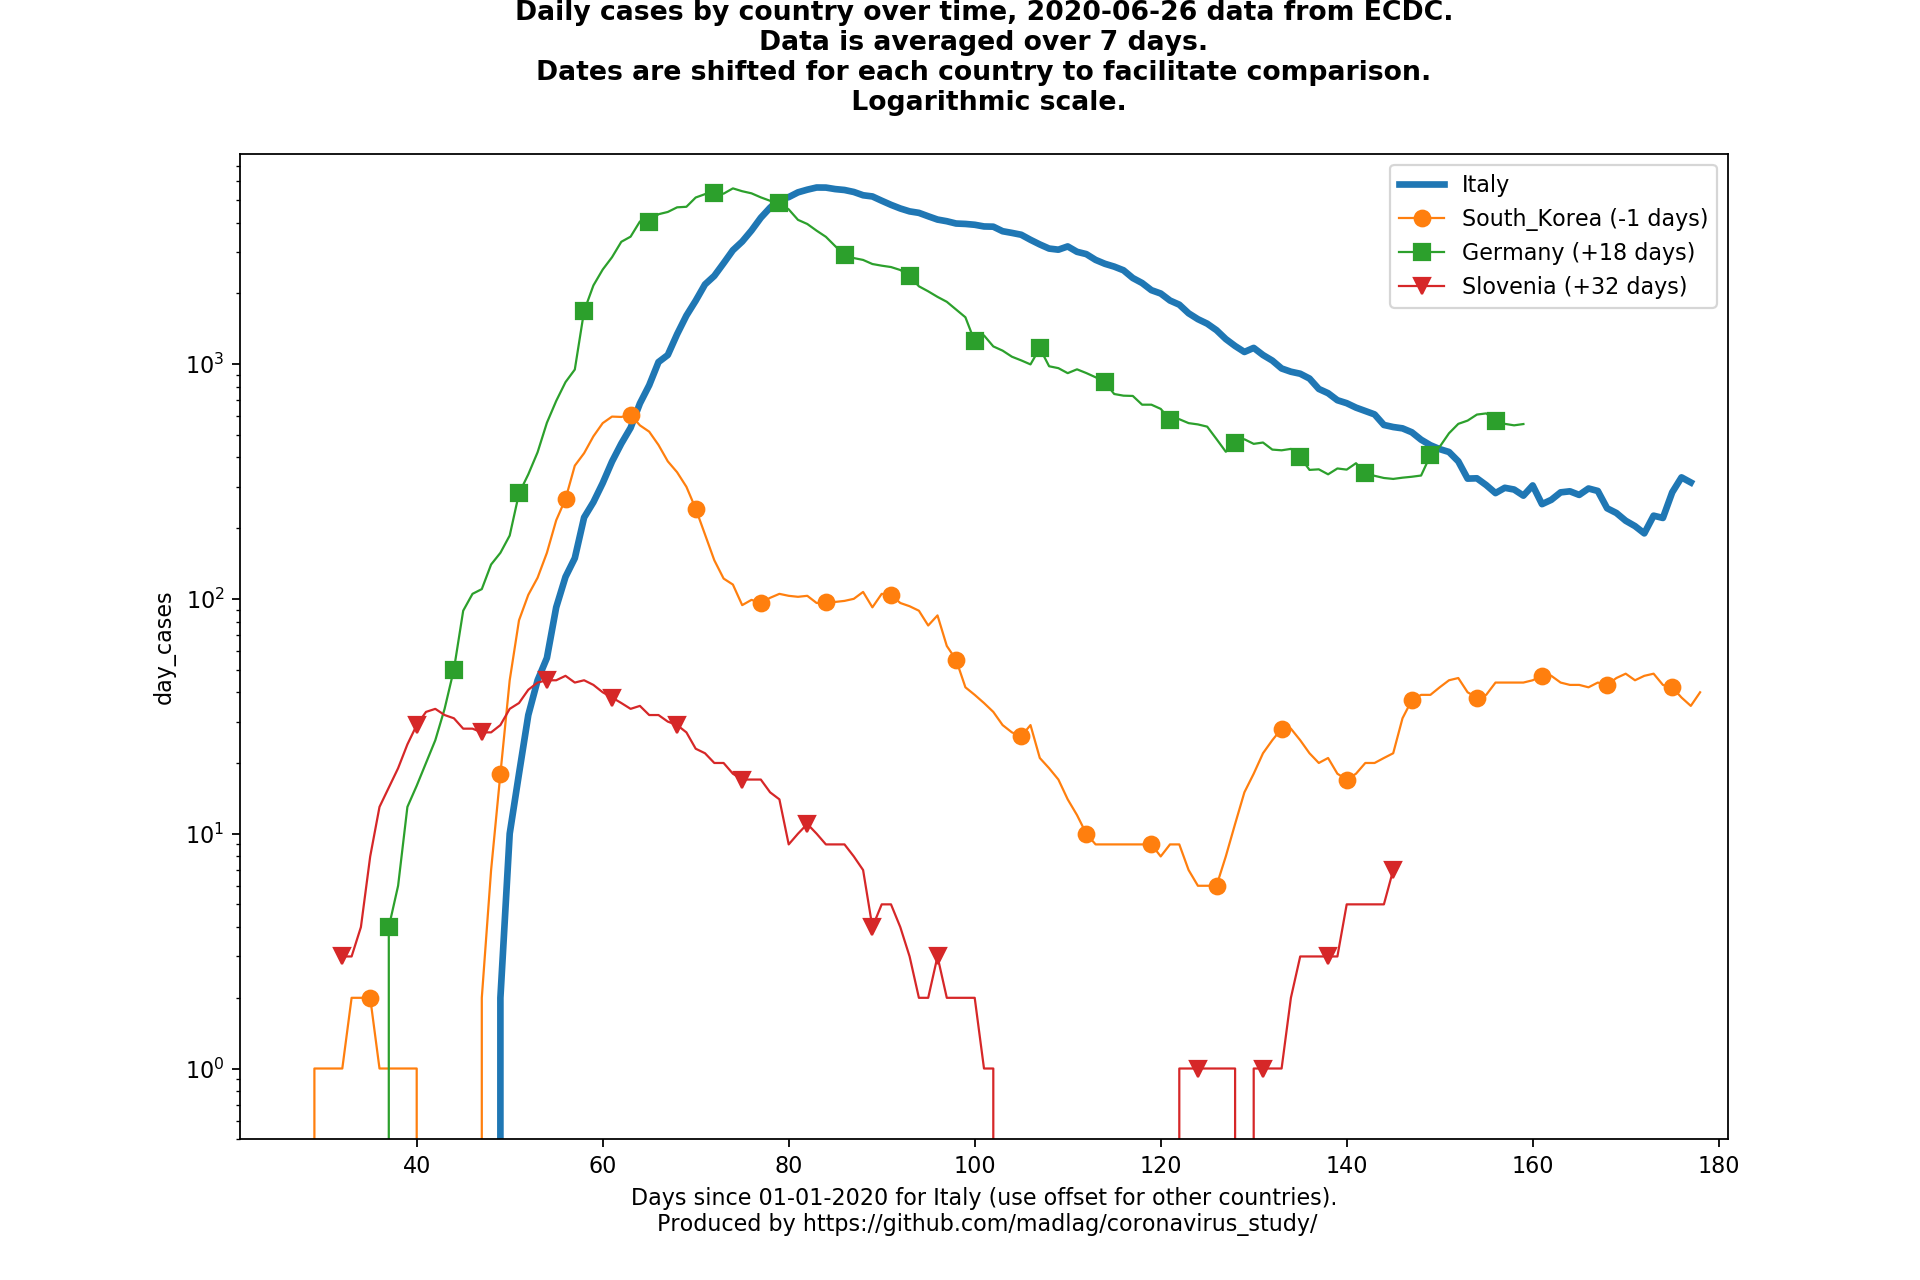 Daily cases by country over time, 2020-06-26 data from ECDC.
Data is averaged over 7 days.
Dates are shifted for each country to facilitate comparison.
Logarithmic scale.
Italy
South_Korea (-1 days)
Germany (+18 days)
Slovenia (+32 days)
day_cases
10³
10²
10¹
10⁰
40 60 80 100 120 140 160 180
Days since 01-01-2020 for Italy (use offset for other countries).
Produced by https://github.com/madlag/coronavirus_study/